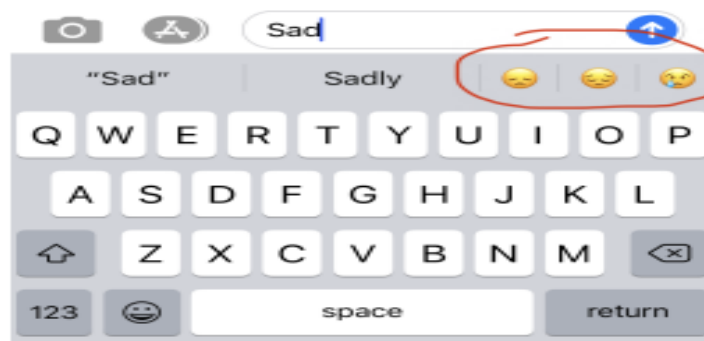 Sad
“Sad” Sadly 😞 😔 😢
Q W E R T Y U I O P
A S D F G H J K L
Z X C V B N M
123 space return